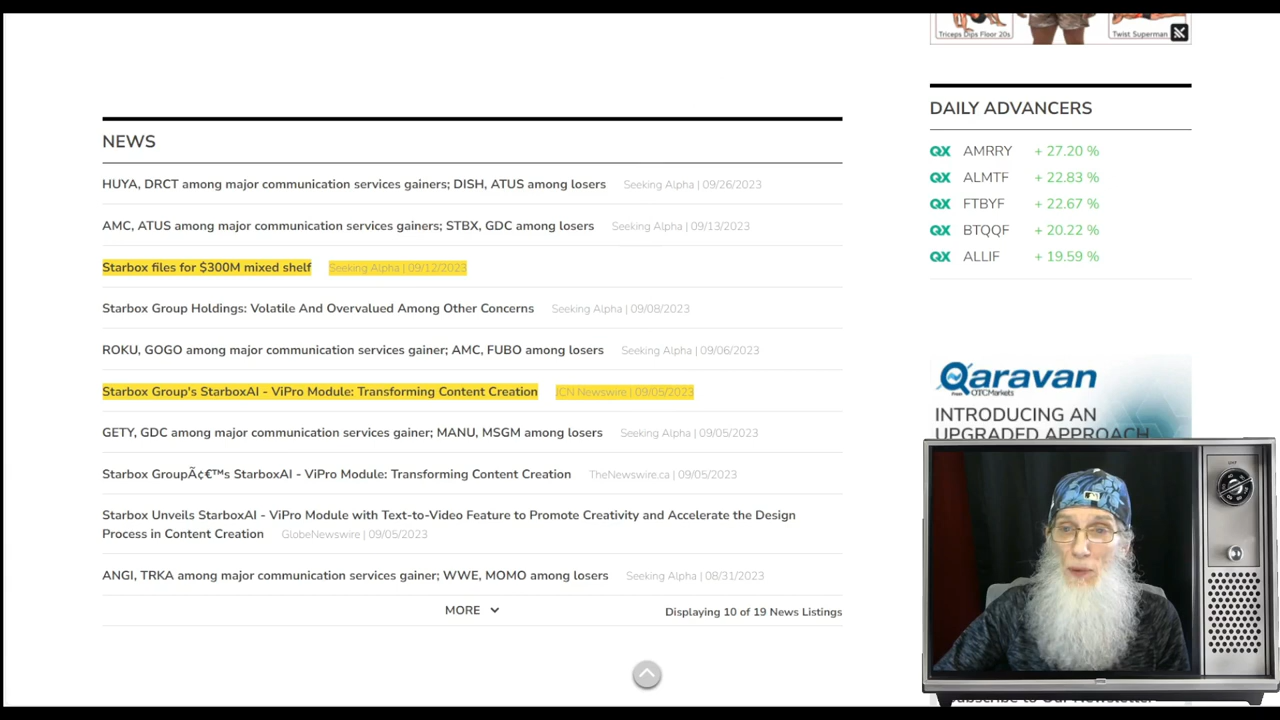 Triceps Dips Floor 20s
Twist Superman
NEWS
HUYA, DRCT among major communication services gainers; DISH, ATUS among losers Seeking Alpha | 09/26/2023
AMC, ATUS among major communication services gainers; STBX, GDC among losers Seeking Alpha | 09/13/2023
Starbox files for $300M mixed shelf Seeking Alpha | 09/12/2023
Starbox Group Holdings: Volatile And Overvalued Among Other Concerns Seeking Alpha | 09/08/2023
ROKU, GOGO among major communication services gainer; AMC, FUBO among losers Seeking Alpha | 09/06/2023
Starbox Group's StarboxAI - ViPro Module: Transforming Content Creation JCN Newswire | 09/05/2023
GETY, GDC among major communication services gainer; MANU, MSGM among losers Seeking Alpha | 09/05/2023
Starbox GroupÃ¢€™s StarboxAI - ViPro Module: Transforming Content Creation TheNewswire.ca | 09/05/2023
Starbox Unveils StarboxAI - ViPro Module with Text-to-Video Feature to Promote Creativity and Accelerate the Design
Process in Content Creation GlobeNewswire | 09/05/2023
ANGI, TRKA among major communication services gainer; WWE, MOMO among losers Seeking Alpha | 08/31/2023
MORE Displaying 10 of 19 News Listings
DAILY ADVANCERS
QX AMRRY + 27.20 %
QX ALMTF + 22.83 %
QX FTBYF + 22.67 %
QX BTQQF + 20.22 %
QX ALLIF + 19.59 %
Qaravan
From OTCMarkets
INTRODUCING AN
UPGRADED APPROACH
Subscribe to Our Newsletter